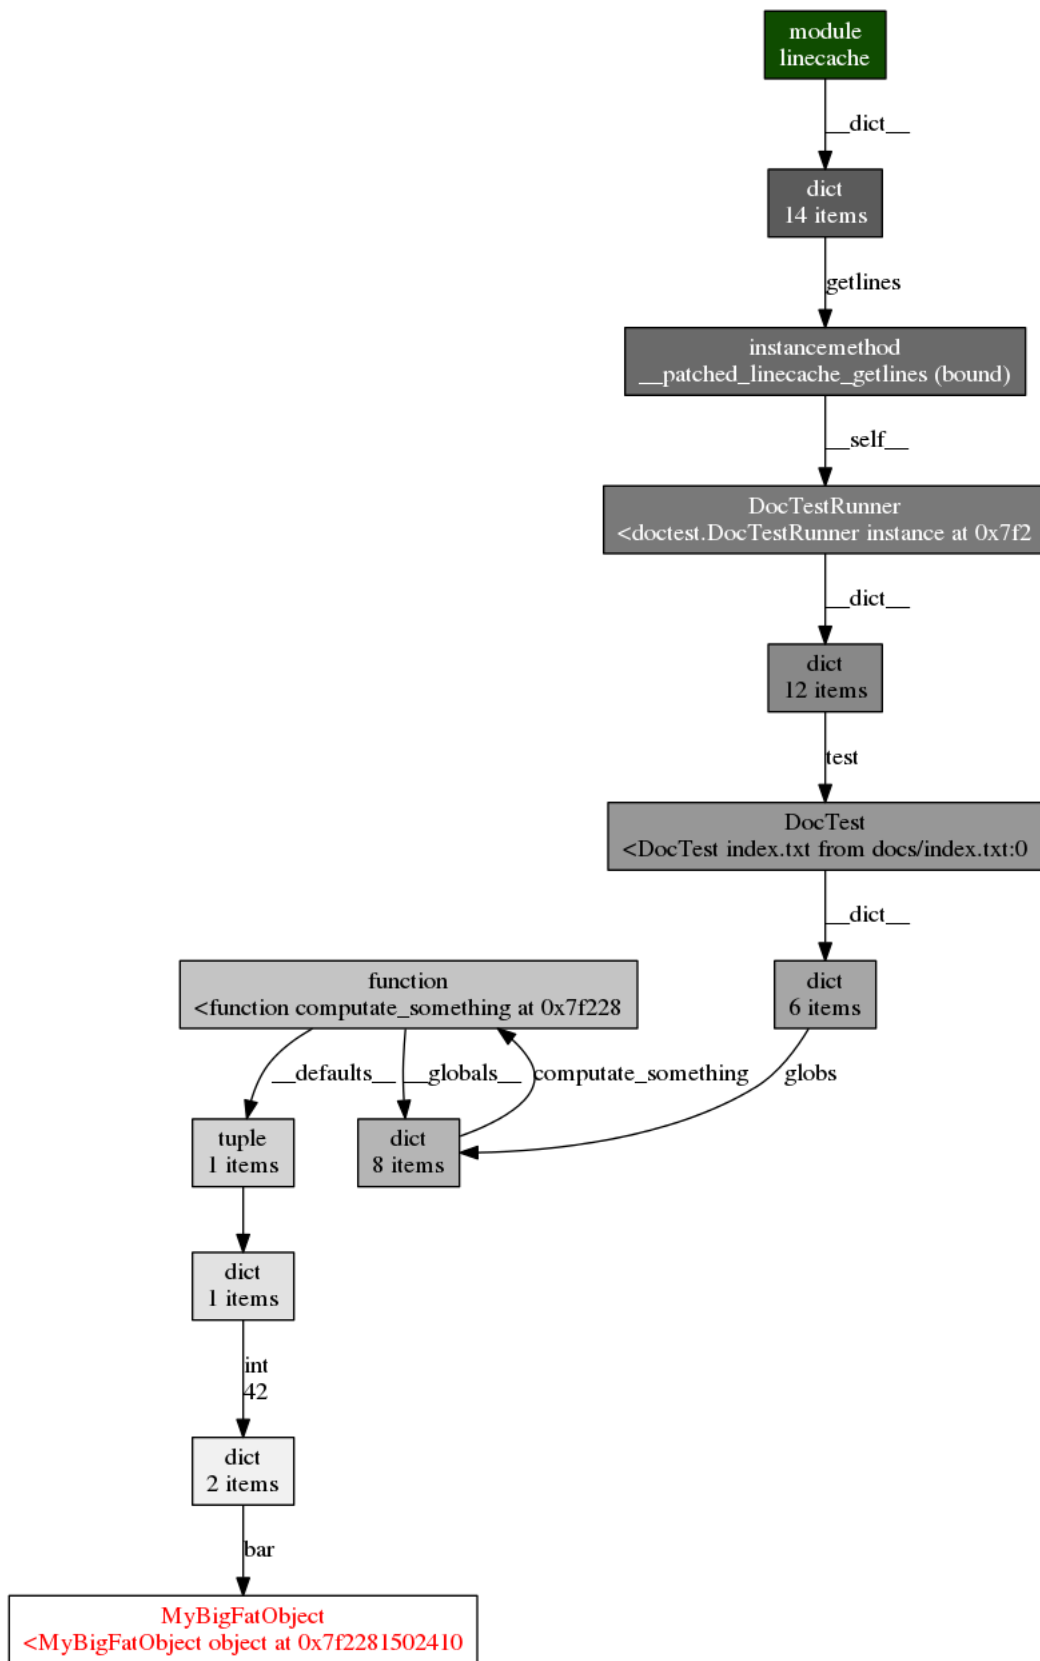 module
linecache
__dict__
dict
14 items
getlines
instancemethod
__patched_linecache_getlines (bound)
__self__
DocTestRunner
<doctest.DocTestRunner instance at 0x7f2
__dict__
dict
12 items
test
DocTest
<DocTest index.txt from docs/index.txt:0
__dict__
function
<function computate_something at 0x7f228
dict
6 items
__defaults__
__globals__
computate_something
globs
tuple
1 items
dict
8 items
dict
1 items
int
42
dict
2 items
bar
MyBigFatObject
<MyBigFatObject object at 0x7f2281502410